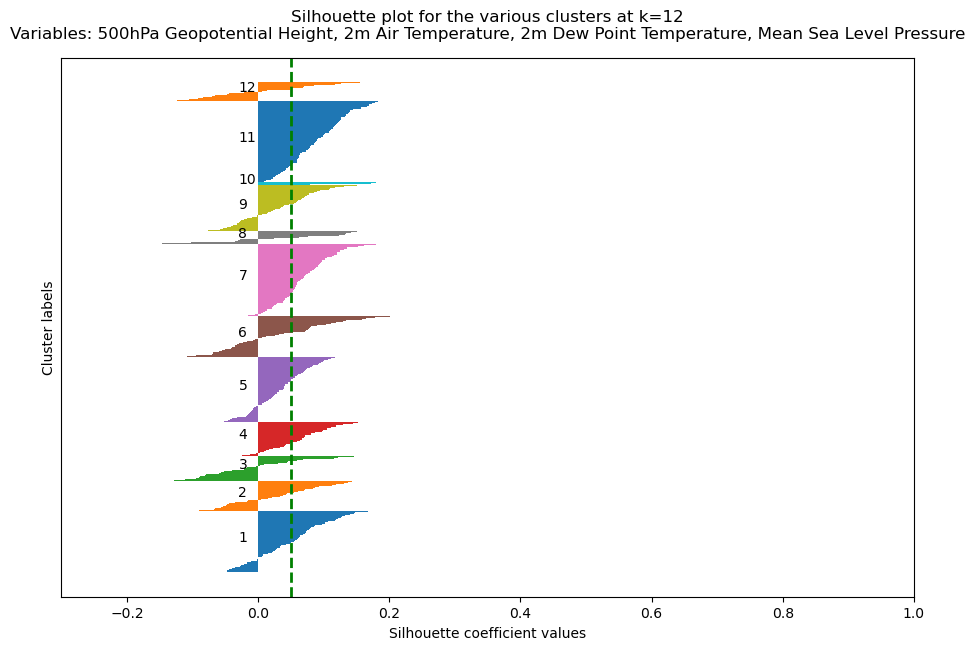 Silhouette plot for the various clusters at k=12
Variables: 500hPa Geopotential Height, 2m Air Temperature, 2m Dew Point Temperature, Mean Sea Level Pressure
Cluster labels
12
11
10
9
8
7
6
5
4
3
2
1
−0.2 0.0 0.2 0.4 0.6 0.8 1.0
Silhouette coefficient values